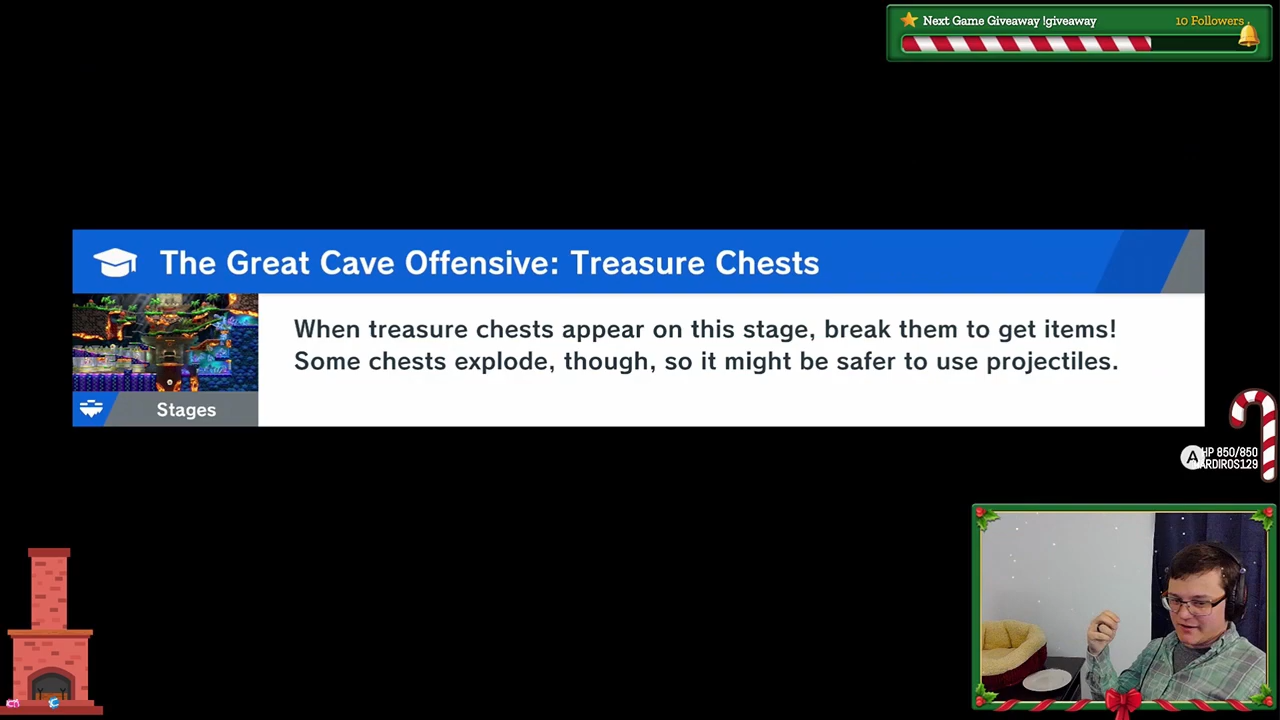 Next Game Giveaway !giveaway
10 Followers
The Great Cave Offensive: Treasure Chests
When treasure chests appear on this stage, break them to get items!
Some chests explode, though, so it might be safer to use projectiles.
Stages
A
HP 850/850